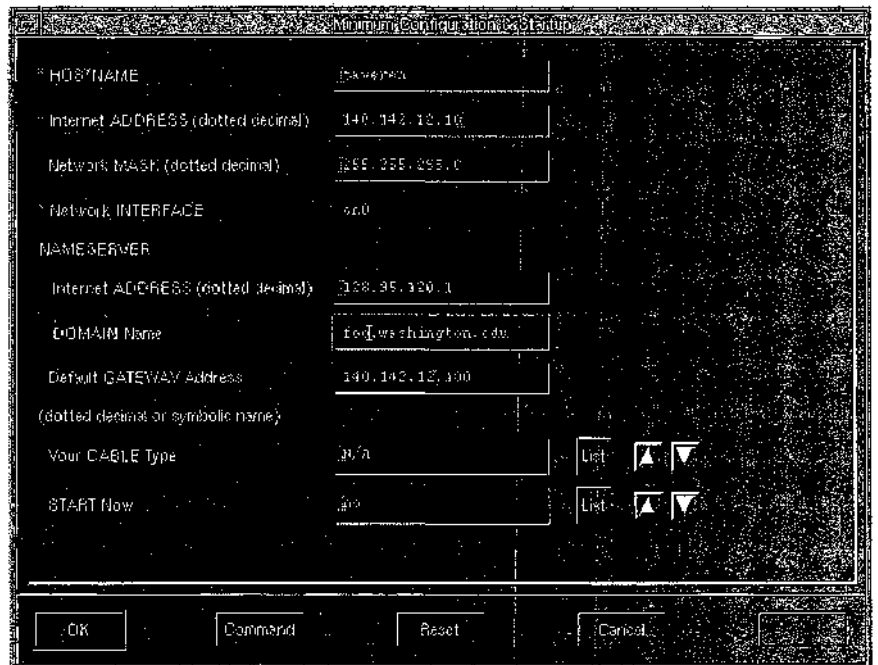 Minimum Configuration & Startup
* HOSTNAME
* Internet ADDRESS (dotted decimal) 140.142.12.10
Network MASK (dotted decimal) 255.255.255.0
* Network INTERFACE en0
NAMESERVER
Internet ADDRESS (dotted decimal) 128.95.120.1
DOMAIN Name washington.edu
Default GATEWAY Address 140.142.12.100
(dotted decimal or symbolic name)
Your CABLE Type N/A List
START Now no List
OK Command Reset Cancel